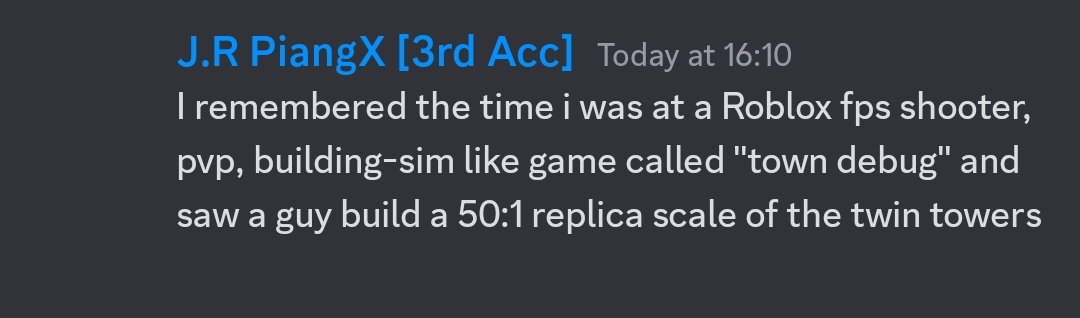 J.R PiangX [3rd Acc] Today at 16:10
I remembered the time i was at a Roblox fps shooter,
pvp, building-sim like game called "town debug" and
saw a guy build a 50:1 replica scale of the twin towers